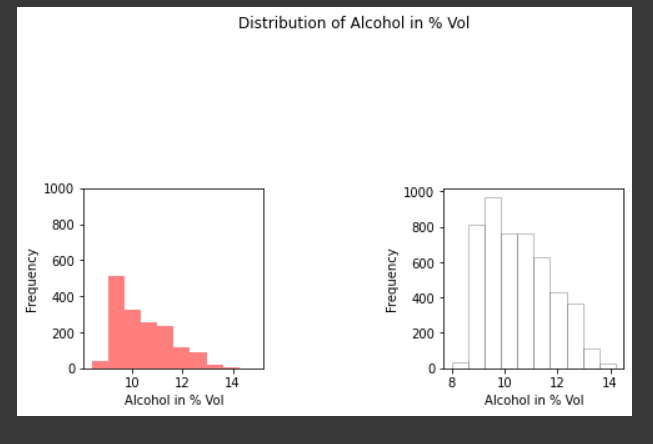 Distribution of Alcohol in % Vol
1000
800
600
400
200
0
Frequency
10 12 14
Alcohol in % Vol
1000
800
600
400
200
0
Frequency
8 10 12 14
Alcohol in % Vol